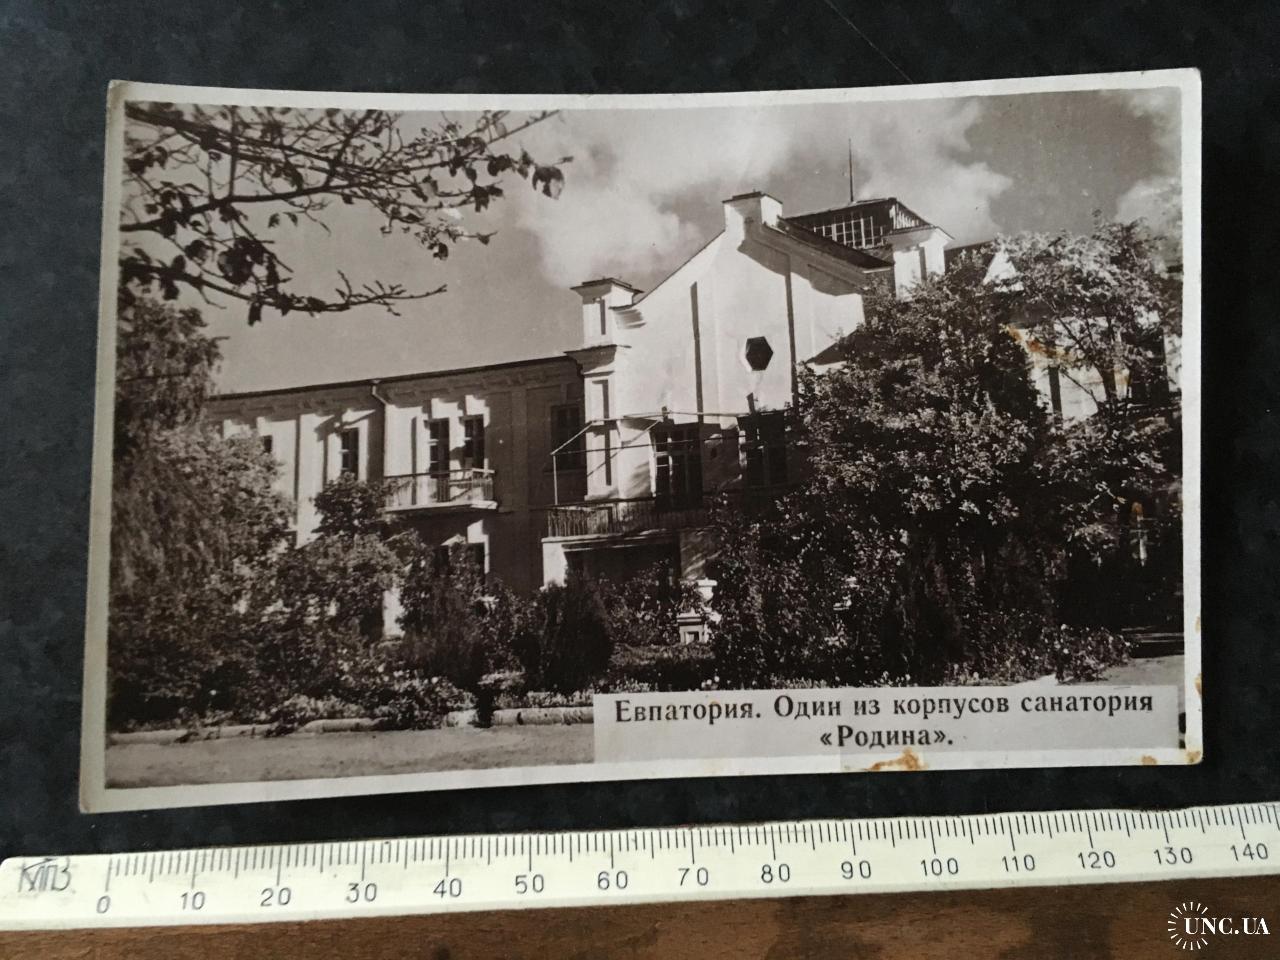 Евпатория. Один из корпусов санатория
«Родина».
0 10 20 30 40 50 60 70 80 90 100 110 120 130 140
UNC.UA